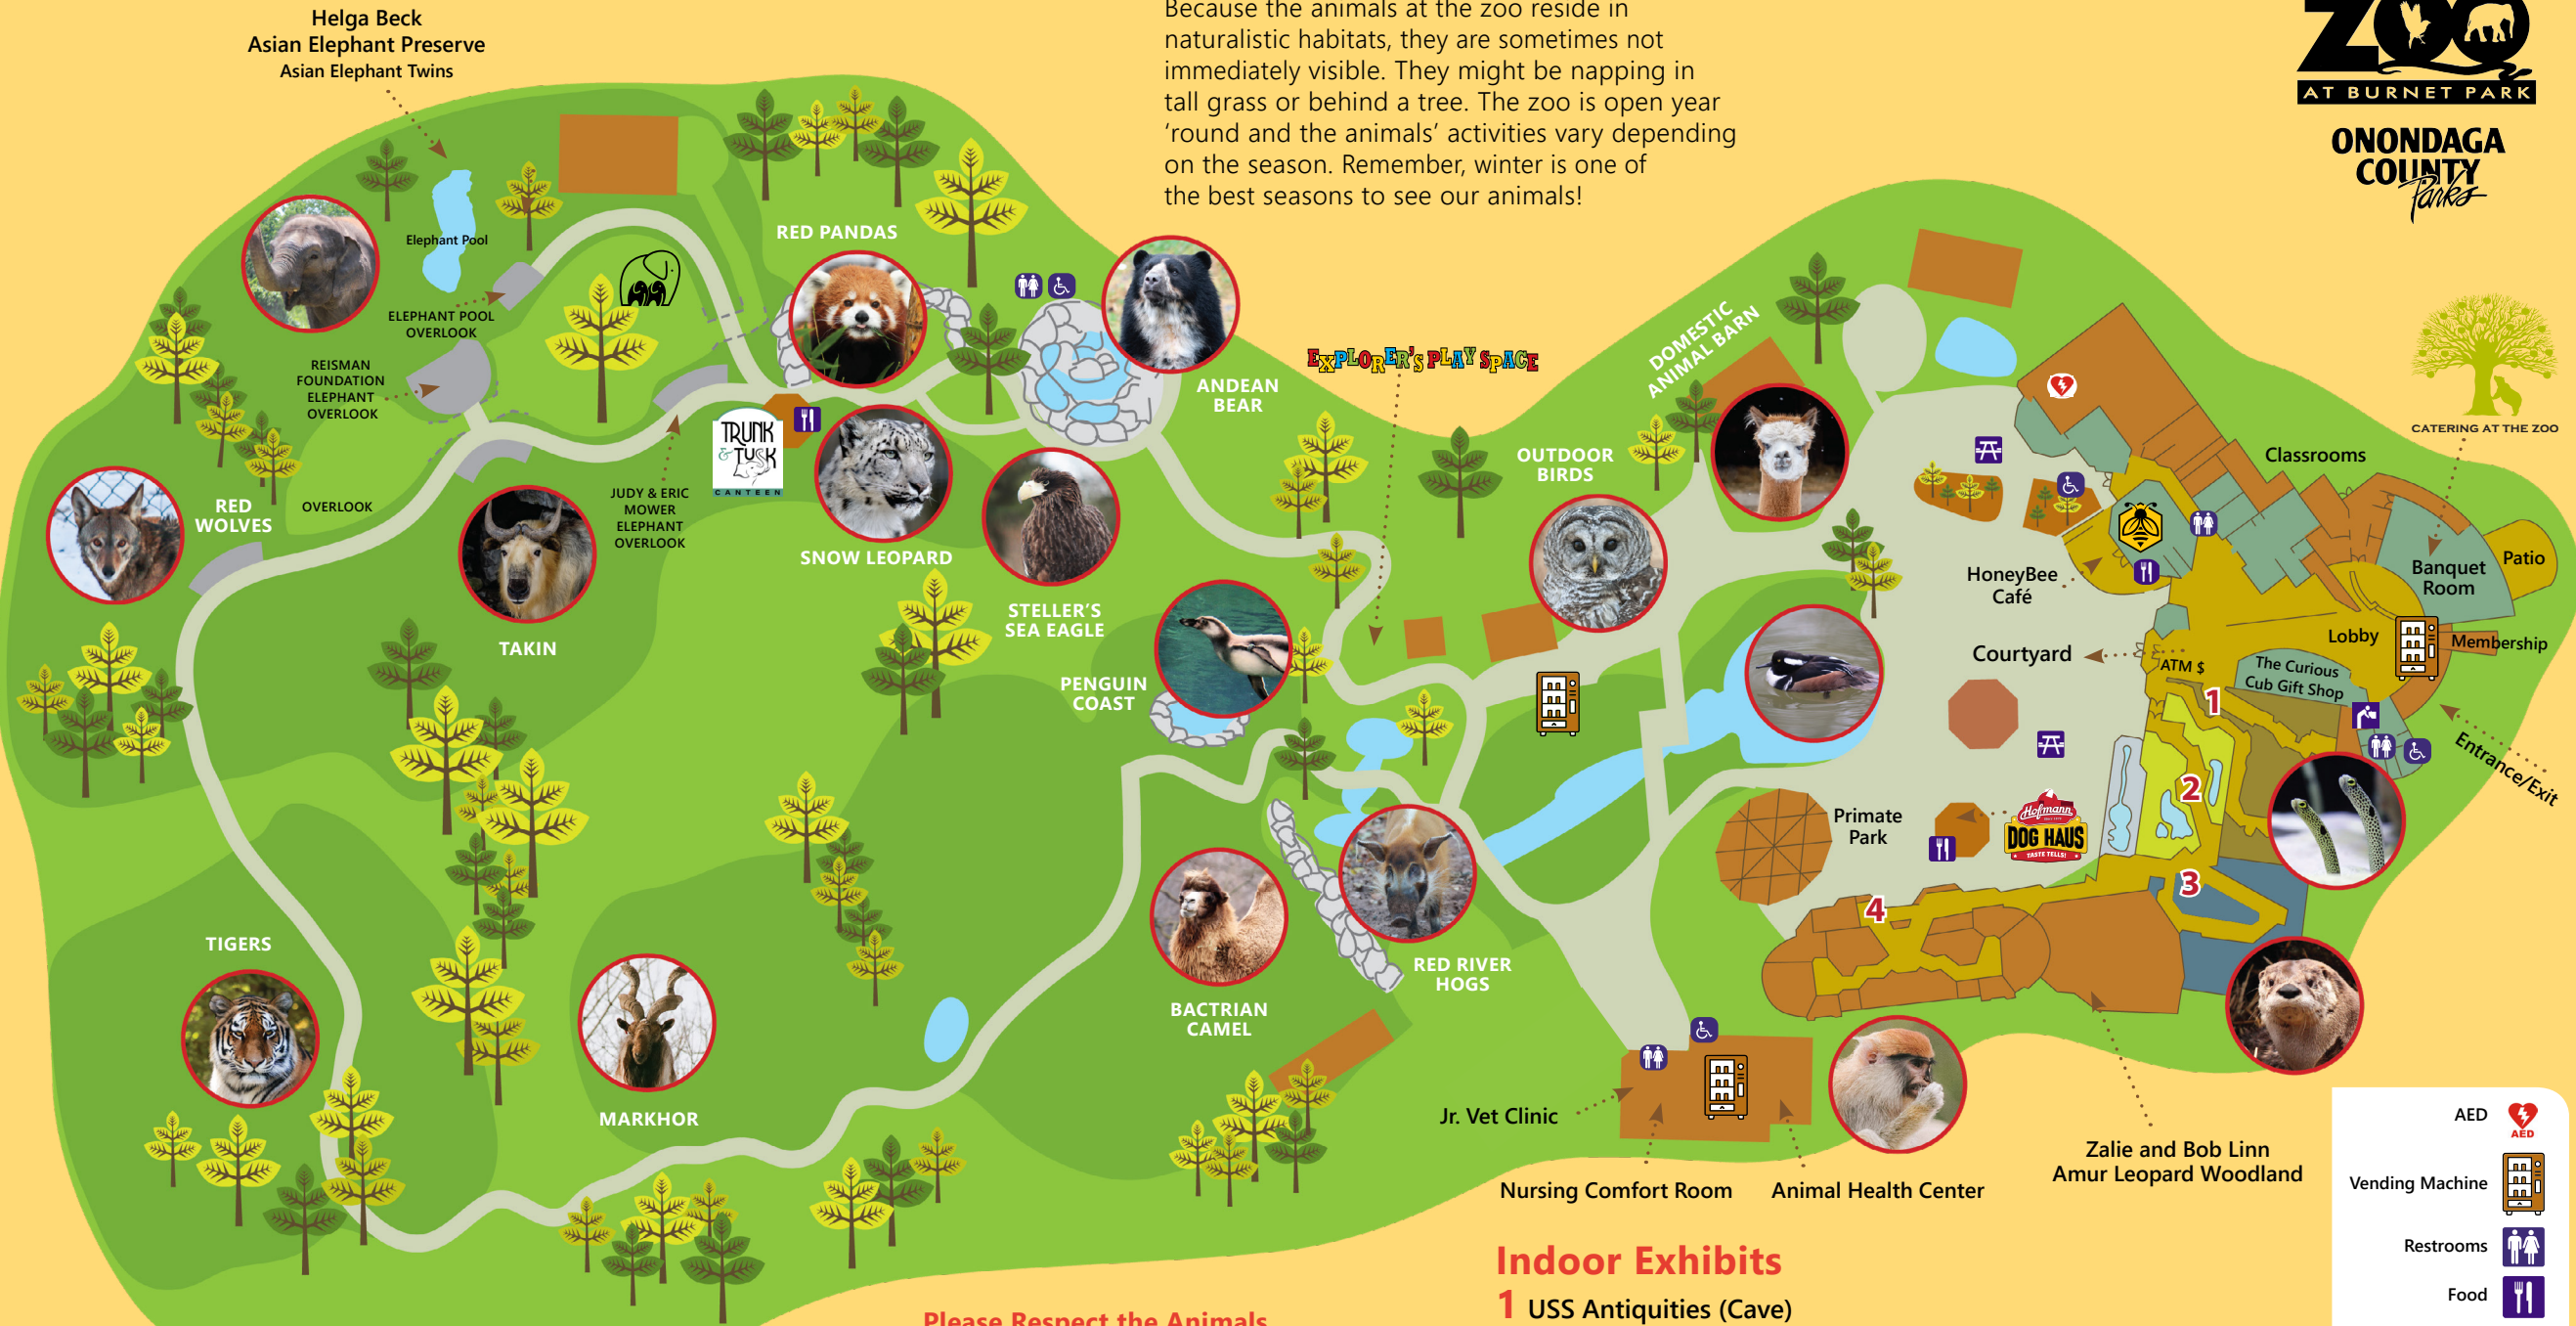 Helga Beck
Asian Elephant Preserve
Asian Elephant Twins
Because the animals at the zoo reside in
naturalistic habitats, they are sometimes not
immediately visible. They might be napping in
tall grass or behind a tree. The zoo is open year
‘round and the animals’ activities vary depending
on the season. Remember, winter is one of
the best seasons to see our animals!
ZOO
AT BURNET PARK
ONONDAGA
COUNTY
Parks
Elephant Pool
ELEPHANT POOL
OVERLOOK
REISMAN
FOUNDATION
ELEPHANT
OVERLOOK
RED PANDAS
ANDEAN
BEAR
EXPLORER'S PLAY SPACE
DOMESTIC
ANIMAL BARN
CATERING AT THE ZOO
TRUNK
& TUSK
CANTEEN
JUDY & ERIC
MOWER
ELEPHANT
OVERLOOK
RED
WOLVES
OVERLOOK
TAKIN
SNOW LEOPARD
STELLER'S
SEA EAGLE
OUTDOOR
BIRDS
Classrooms
HoneyBee
Café
Banquet
Room
Patio
Lobby
Membership
Courtyard
ATM $
The Curious
Cub Gift Shop
1
Entrance/Exit
PENGUIN
COAST
2
Primate
Park
Hofmann
DOG HAUS
TASTE TELLS!
3
4
TIGERS
MARKHOR
BACTRIAN
CAMEL
RED RIVER
HOGS
Jr. Vet Clinic
Nursing Comfort Room
Animal Health Center
Zalie and Bob Linn
Amur Leopard Woodland
AED
AED
Vending Machine
Restrooms
Food
Indoor Exhibits
1 USS Antiquities (Cave)
Please Respect the Animals